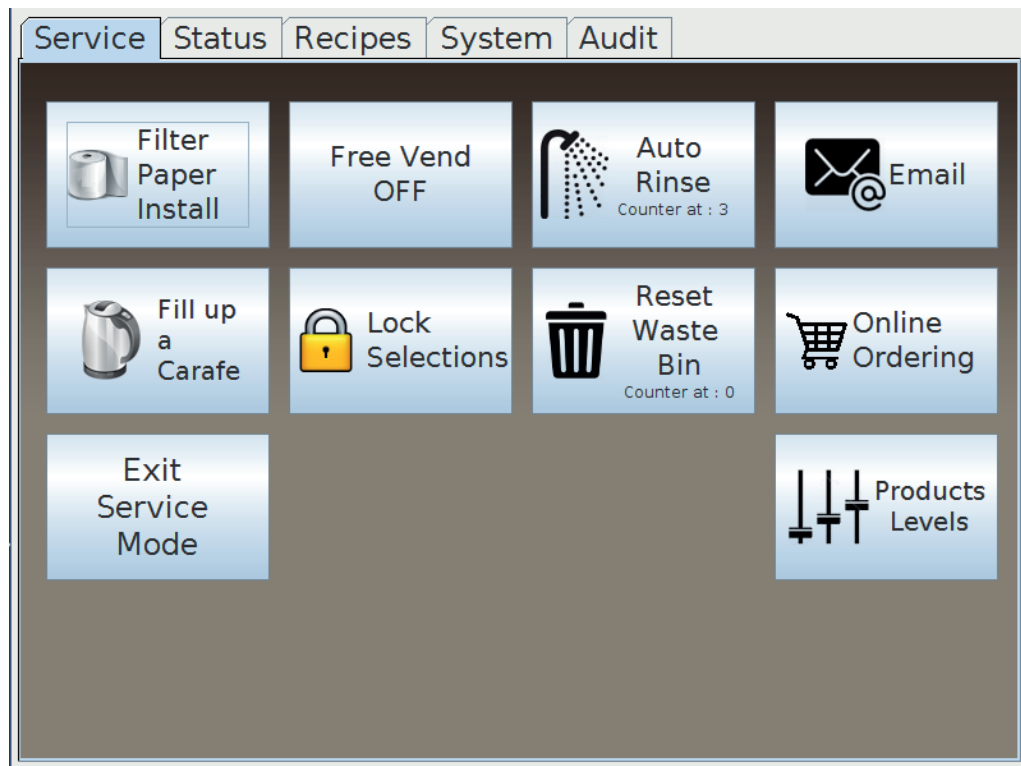 Service Status Recipes System Audit
Filter
Paper
Install
Free Vend
OFF
Auto
Rinse
Counter at : 3
@
Email
Fill up
a
Carafe
Lock
Selections
Reset
Waste
Bin
Counter at : 0
Online
Ordering
Exit
Service
Mode
Products
Levels